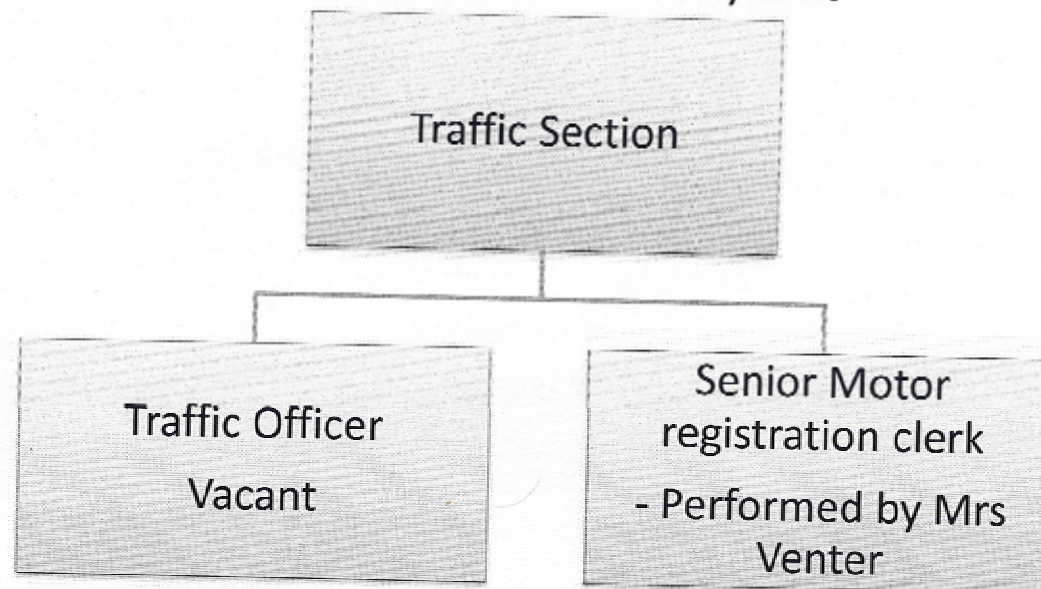 Traffic Section
Traffic Officer
Vacant
Senior Motor
registration clerk
- Performed by Mrs
Venter